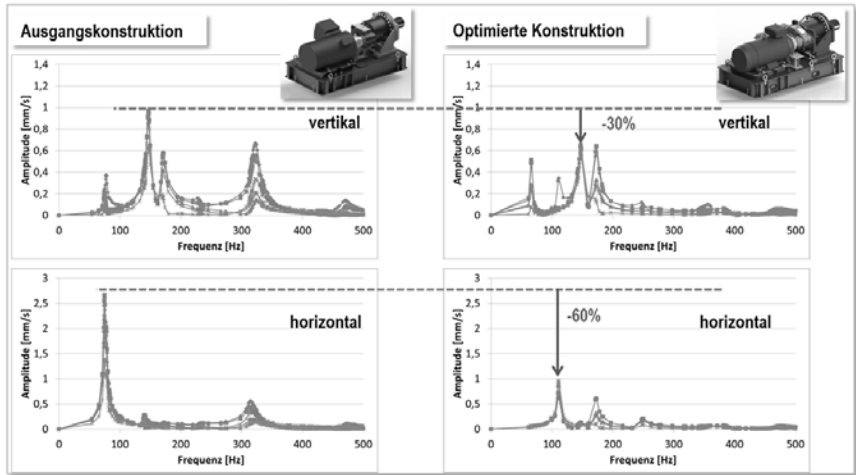 Ausgangskonstruktion
Optimierte Konstruktion
1,4
1,2
1
0,8
0,6
0,4
0,2
0
0 100 200 300 400 500
Amplitude [mm/s]
Frequenz [Hz]
vertikal
1,4
1,2
1
0,8
0,6
0,4
0,2
0
0 100 200 300 400 500
Amplitude [mm/s]
Frequenz [Hz]
-30%
vertikal
3
2,5
2
1,5
1
0,5
0
0 100 200 300 400 500
Amplitude [mm/s]
Frequenz [Hz]
horizontal
3
2,5
2
1,5
1
0,5
0
0 100 200 300 400 500
Amplitude [mm/s]
Frequenz [Hz]
-60%
horizontal